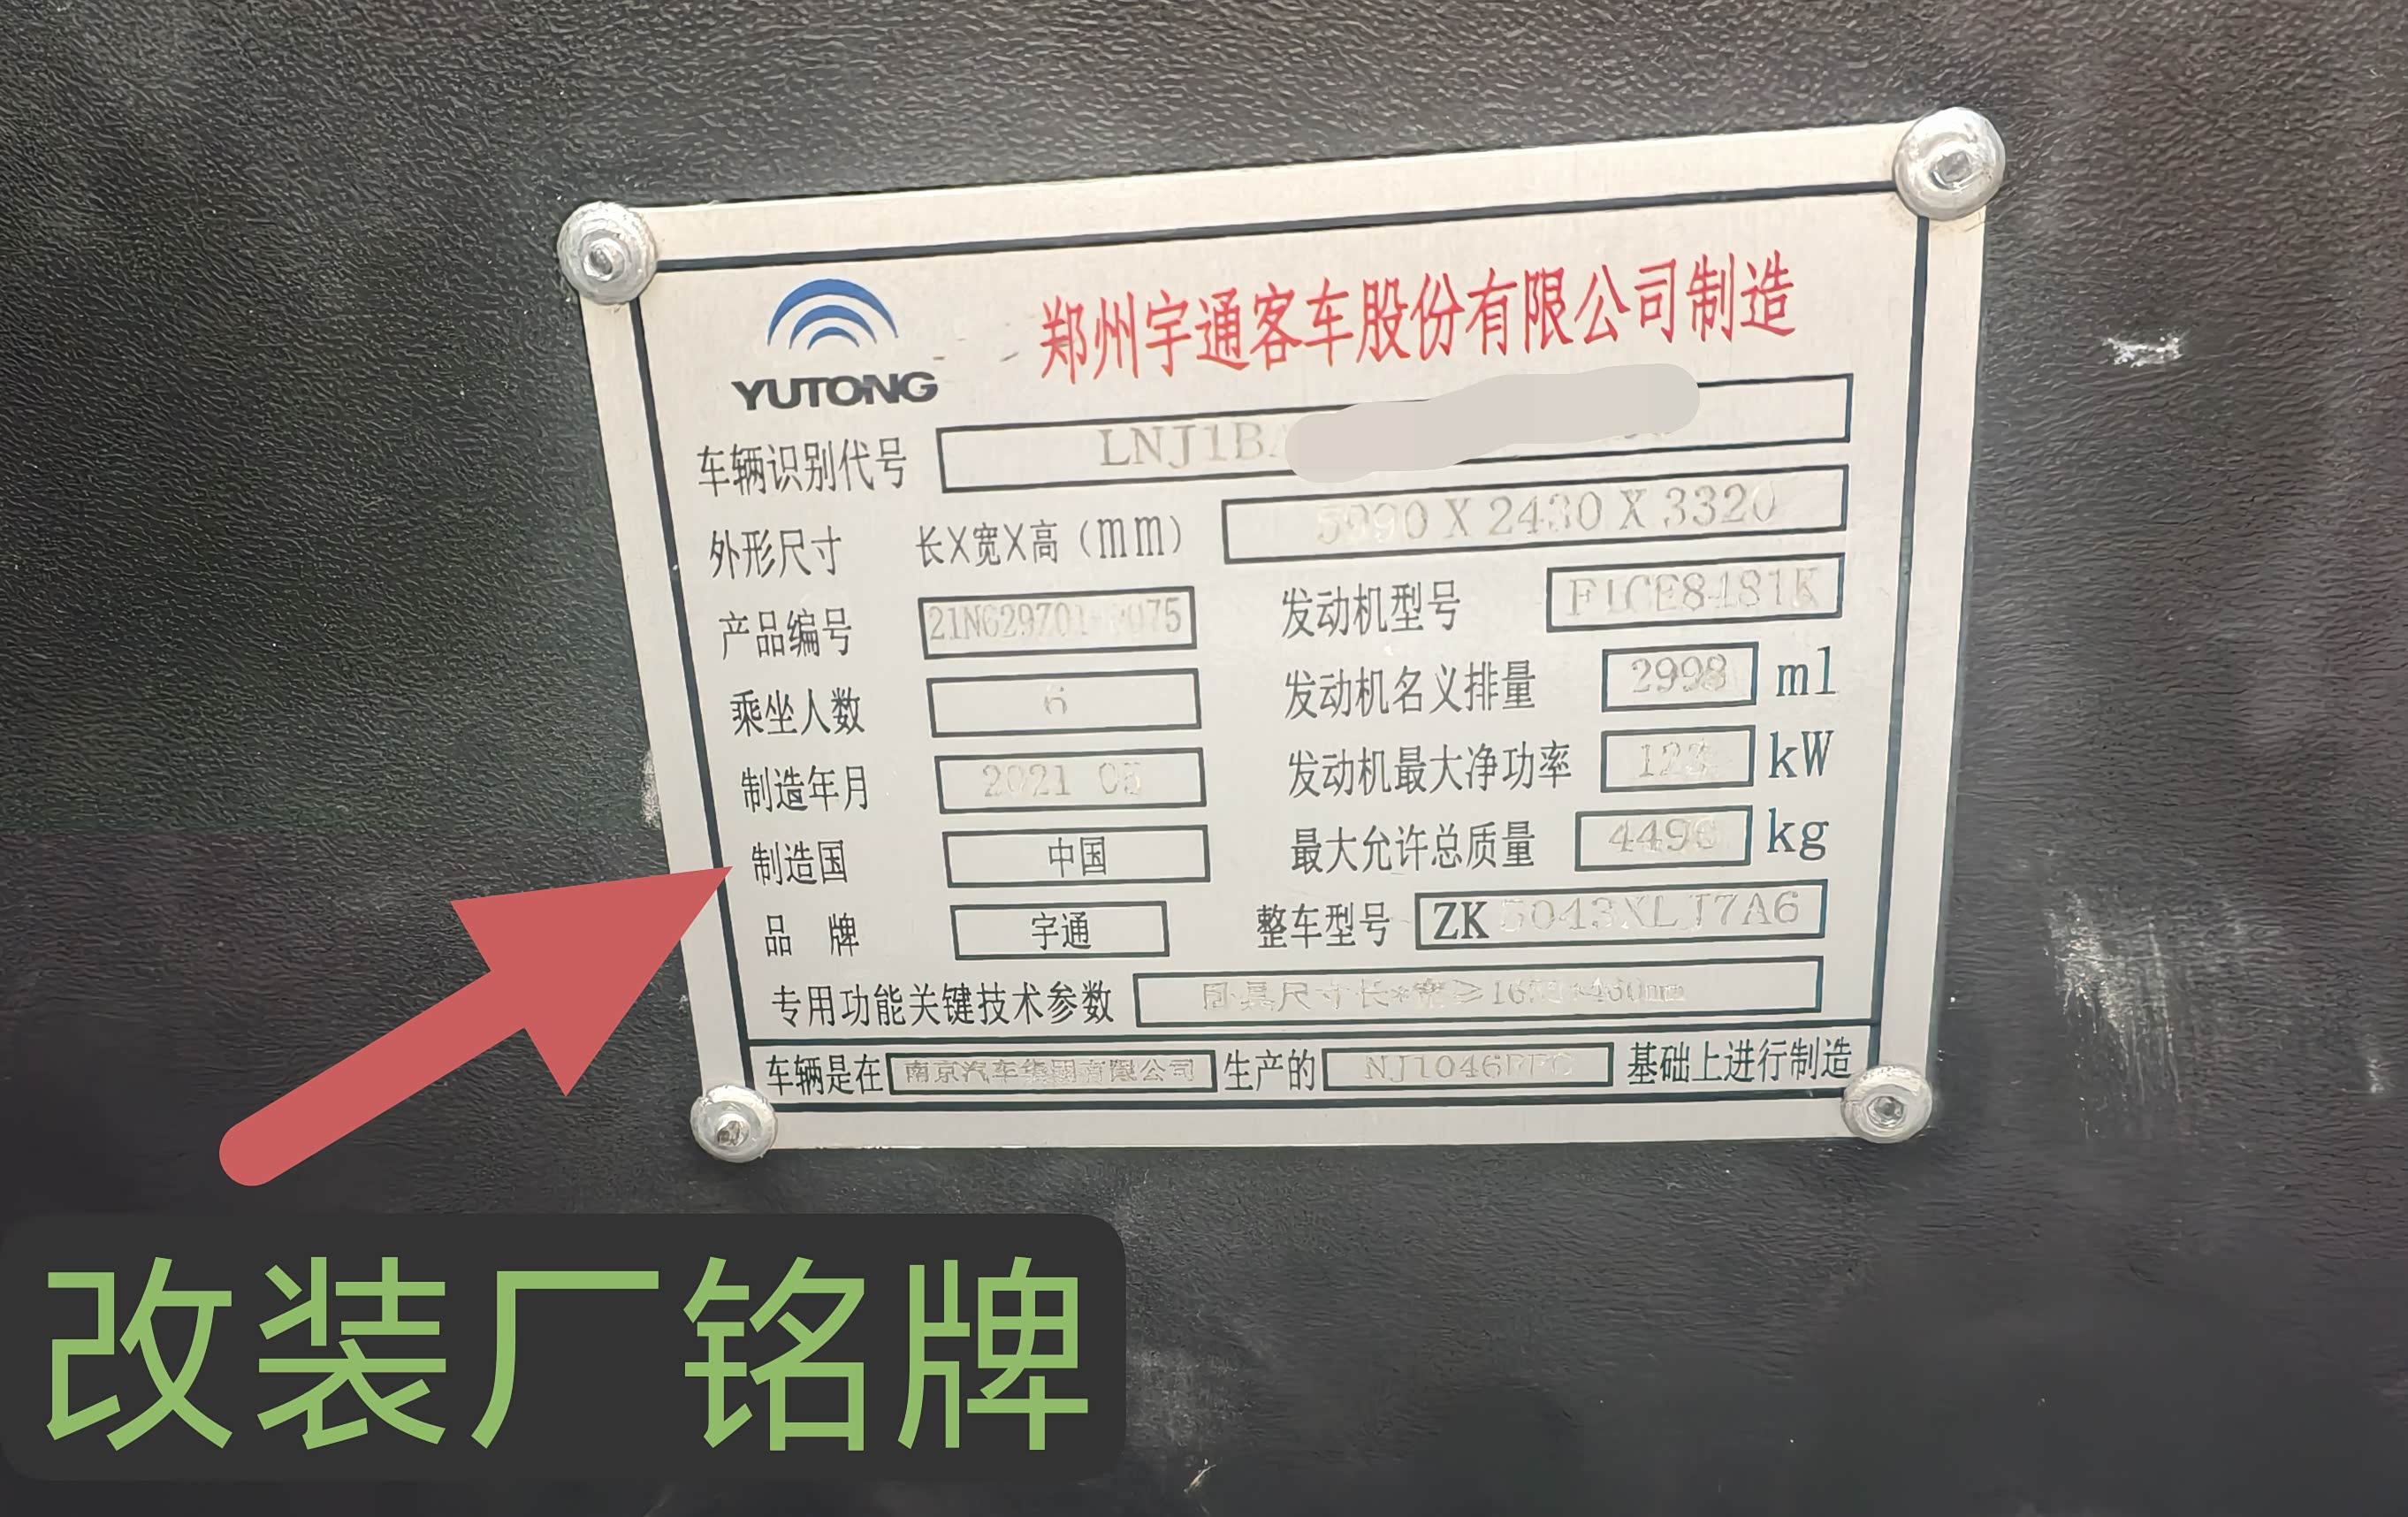 YUTONG
郑州宇通客车股份有限公司制造
车辆识别代号 LNJ1BA
外形尺寸 长X宽X高(mm) 5990 X 2430 X 3320
产品编号 发动机型号 F1CE8481K
乘坐人数 6 发动机名义排量 2998 ml
制造年月 2021 05 发动机最大净功率 kW
制造国 中国 最大允许总质量 kg
品 牌 宇通 整车型号 ZK 5043XLJ7A6
专用功能关键技术参数
车辆是在 南京汽车集团有限公司 生产的 基础上进行制造
改装厂铭牌